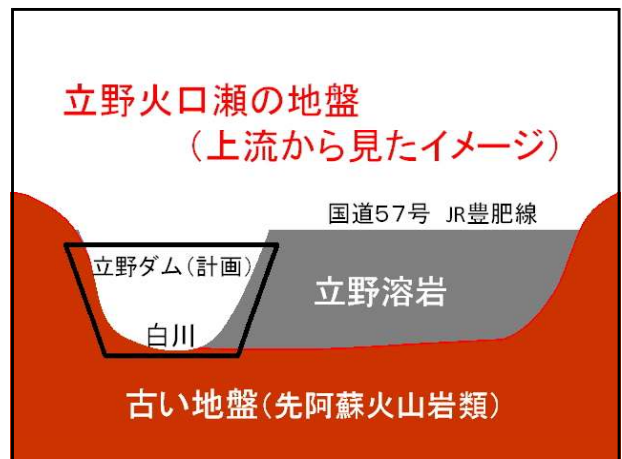 立野火口瀬の地盤
（上流から見たイメージ）
国道57号 JR豊肥線
立野ダム（計画）
立野溶岩
白川
古い地盤（先阿蘇火山岩類）